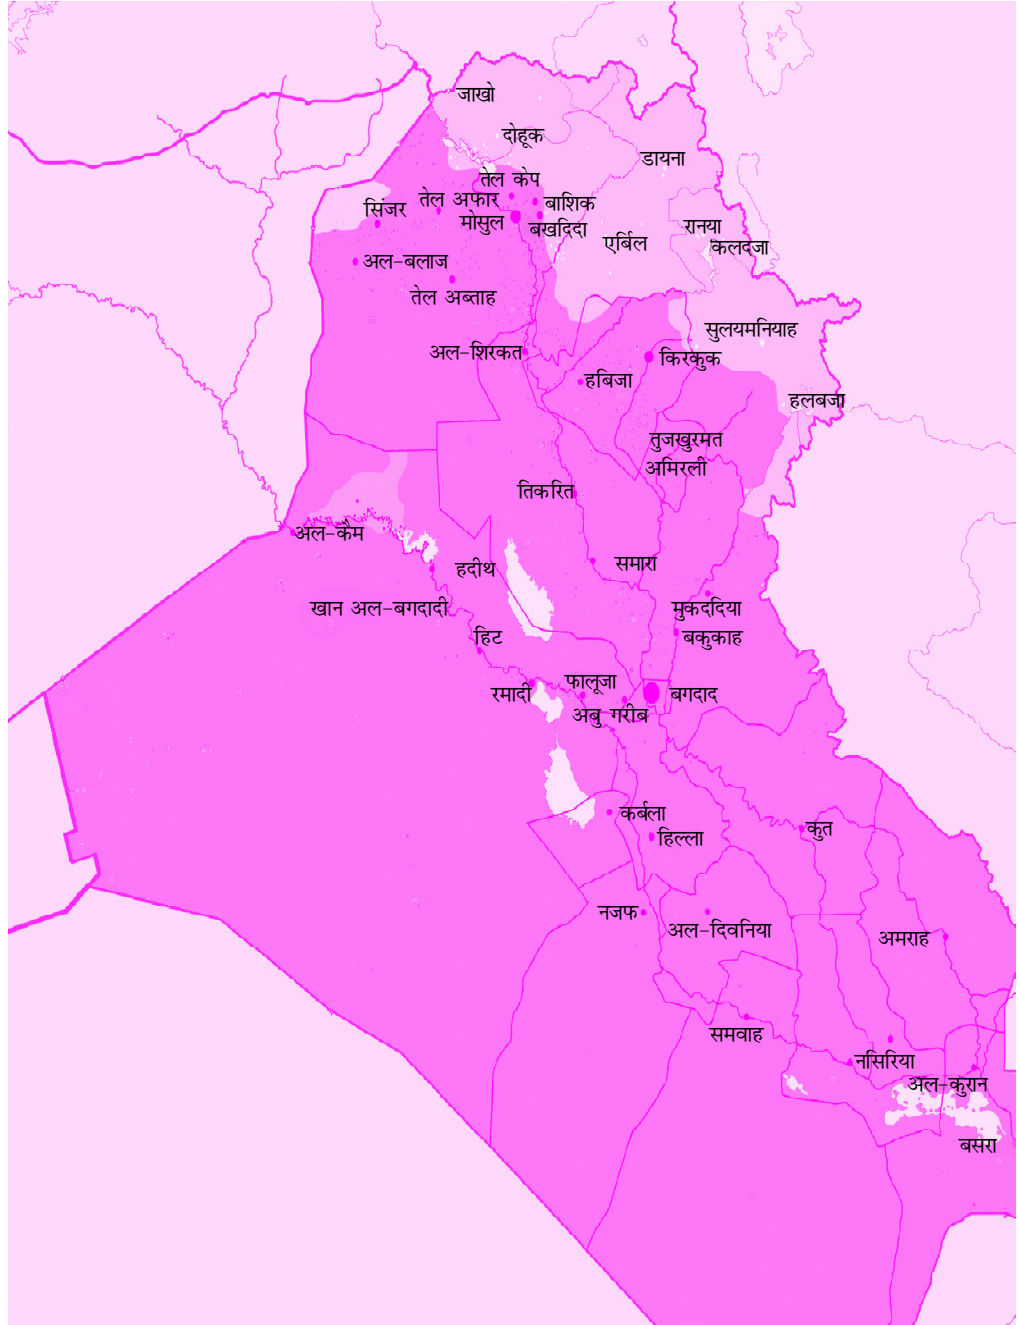 जाखो
दोहूक
डायना
तेल केप
तेल अफार
बाशिक
सिंजर
मोसुल
बखदिदा
रानया
एर्बिल
कलदजा
अल-बलाज
तेल अब्ताह
सुलयमनियाह
अल-शिरकत
किरकुक
हबिजा
हलबजा
तुजखुरमत
अमिरली
तिकरित
अल-कैम
समारा
हदीथ
खान अल-बगदादी
मुकददिया
हिट
बकुकाह
फालूजा
रमादी
बगदाद
अबु गरीब
कर्बला
हिल्ला
कुत
नजफ
अल-दिवनिया
अमराह
समवाह
नसिरिया
अल-कुरान
बसरा